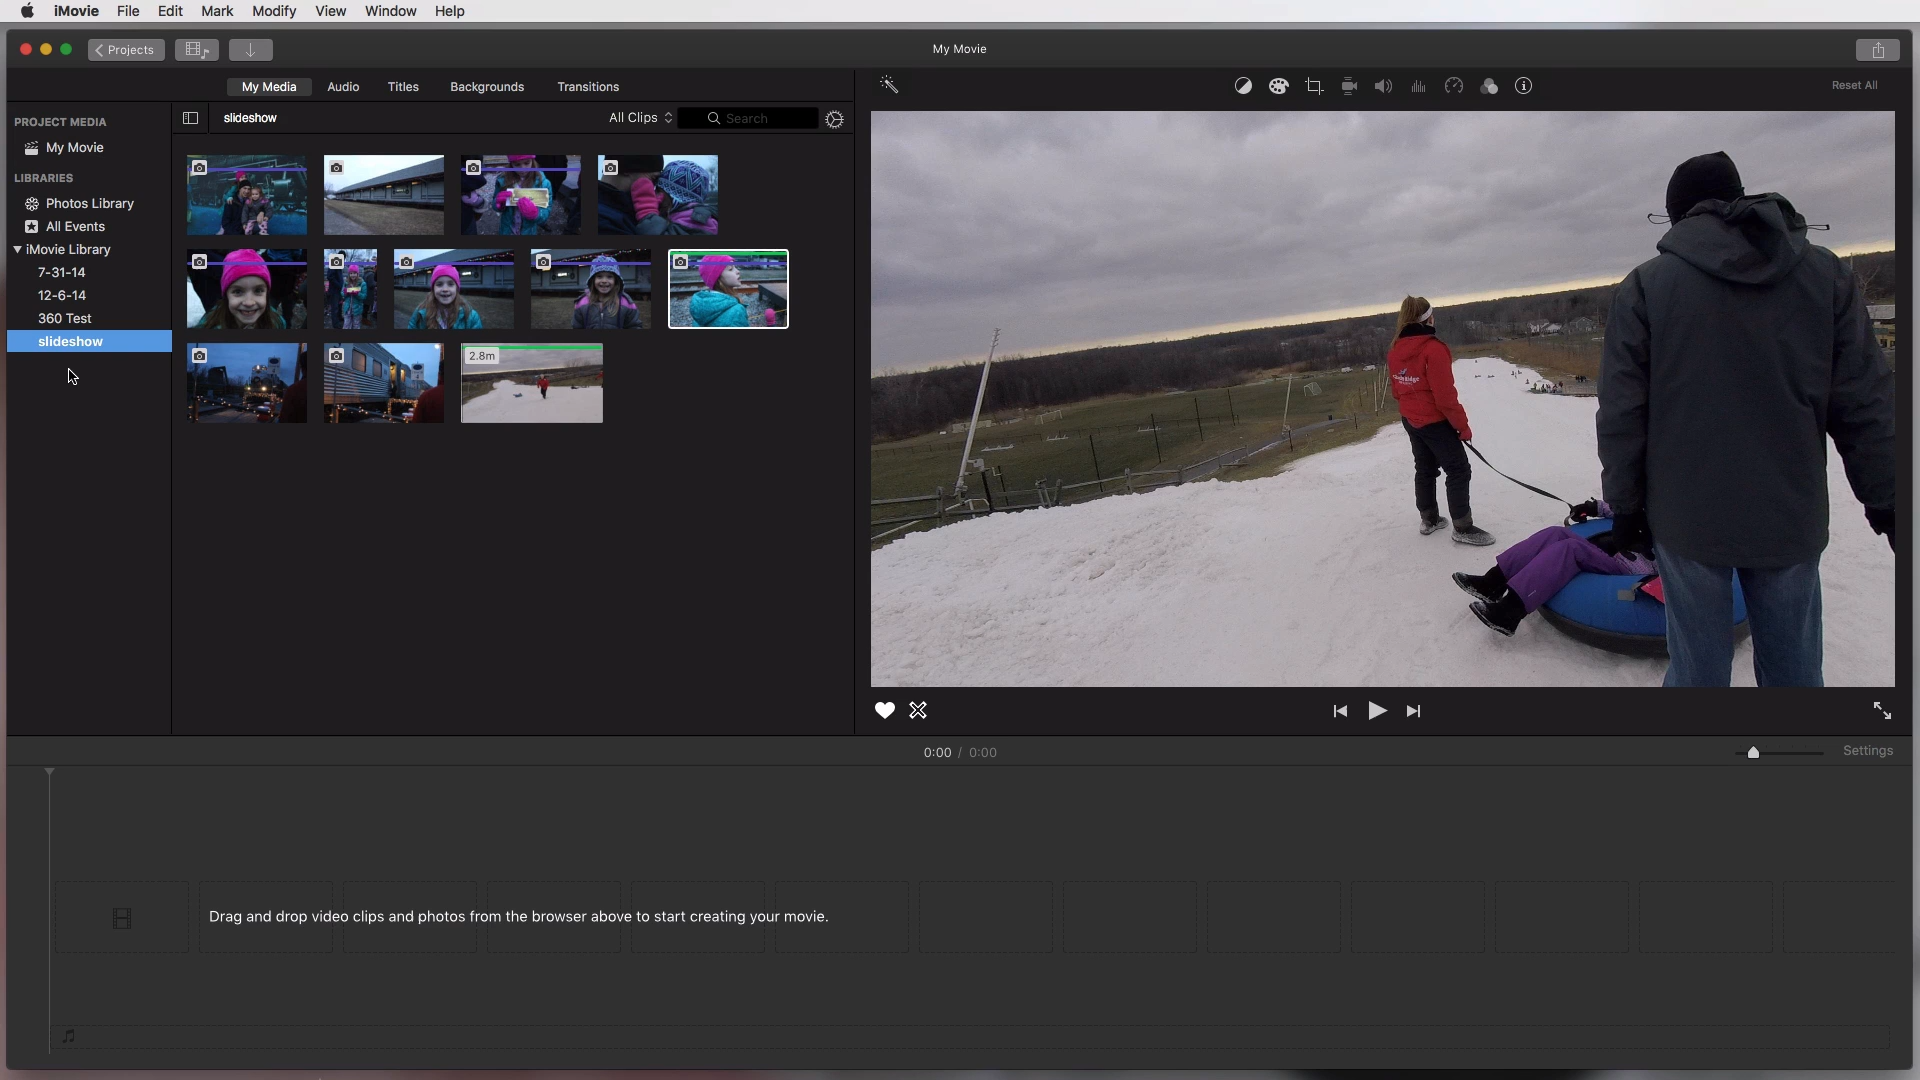 iMovie File Edit Mark Modify View Window Help
Projects
My Movie
My Media Audio Titles Backgrounds Transitions
Reset All
PROJECT MEDIA
My Movie
LIBRARIES
Photos Library
All Events
iMovie Library
7-31-14
12-6-14
360 Test
slideshow
slideshow
All Clips
Search
2.8m
0:00 / 0:00
Settings
Drag and drop video clips and photos from the browser above to start creating your movie.